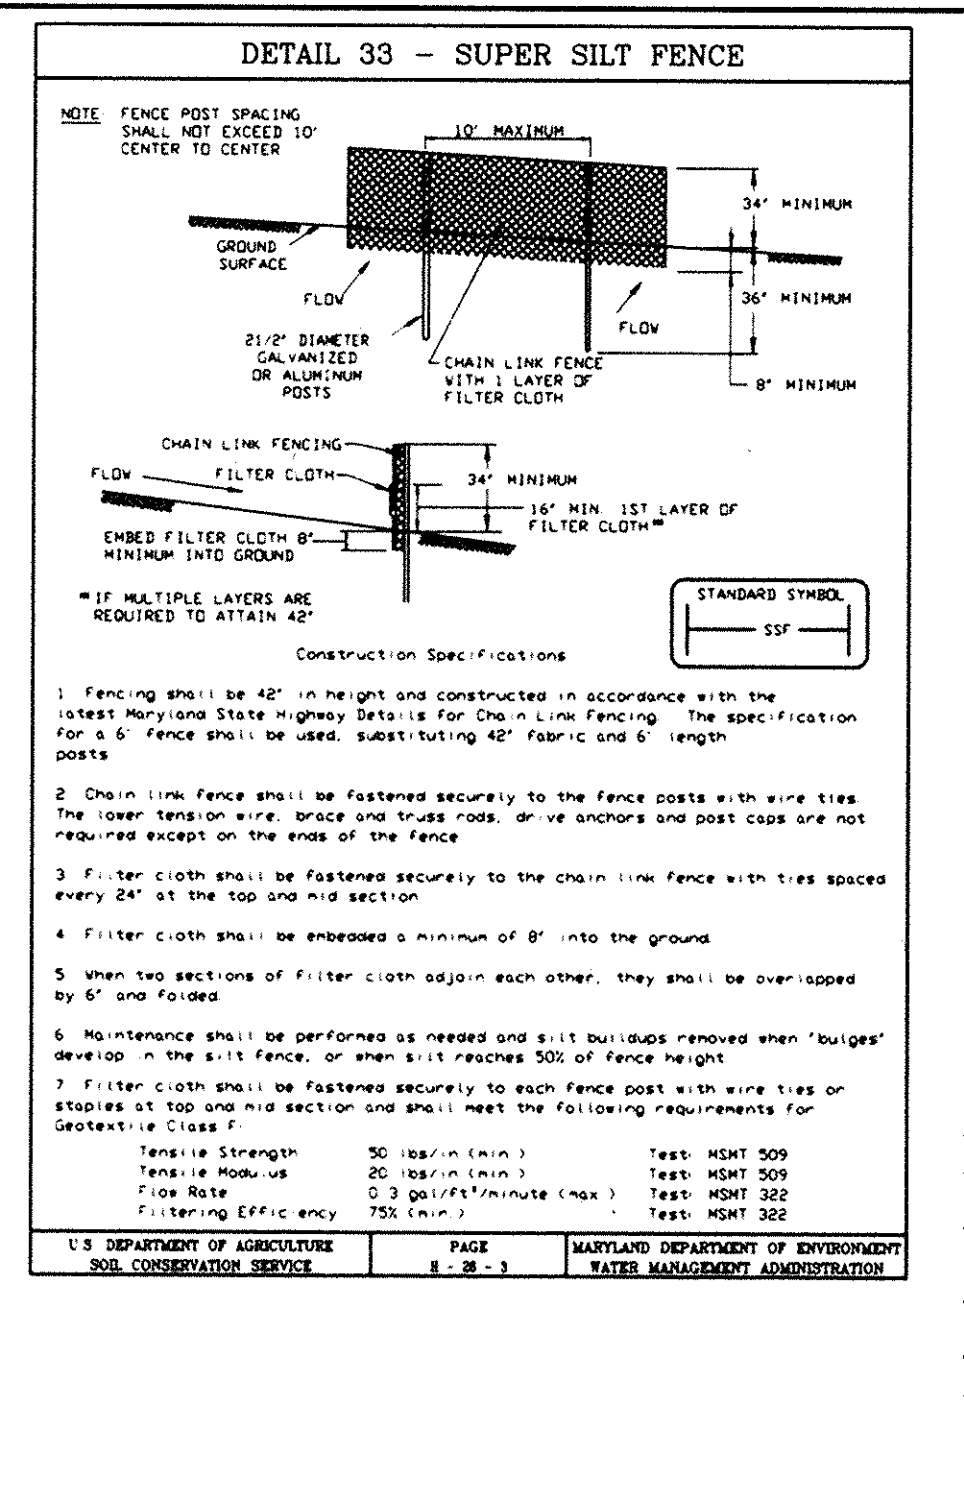 DETAIL 33 - SUPER SILT FENCE
NOTE: FENCE POST SPACING
SHALL NOT EXCEED 10'
CENTER TO CENTER
10' MAXIMUM
34" MINIMUM
GROUND
SURFACE
FLOW
36" MINIMUM
FLOW
21/2" DIAMETER
GALVANIZED
OR ALUMINUM
POSTS
CHAIN LINK FENCE
WITH 1 LAYER OF
FILTER CLOTH
8" MINIMUM
CHAIN LINK FENCING
FLOW
FILTER CLOTH
34" MINIMUM
16" MIN. 1ST LAYER OF
FILTER CLOTH*
EMBED FILTER CLOTH 8"
MINIMUM INTO GROUND
*IF MULTIPLE LAYERS ARE
REQUIRED TO ATTAIN 42"
STANDARD SYMBOL
SSF
Construction Specifications
1 Fencing shall be 42" in height and constructed in accordance with the
latest Maryland State Highway Details for Chain Link Fencing. The specification
for a 6' fence shall be used, substituting 42" fabric and 6' length
posts
2 Chain link fence shall be fastened securely to the fence posts with wire ties.
The lower tension wire, brace and truss rods, drive anchors and post caps are not
required except on the ends of the fence
3 Filter cloth shall be fastened securely to the chain link fence with ties spaced
every 24" at the top and mid section
4 Filter cloth shall be embedded a minimum of 8" into the ground.
5 When two sections of filter cloth adjoin each other, they shall be overlapped
by 6" and folded.
6 Maintenance shall be performed as needed and silt buildups removed when "bulges"
develop in the silt fence, or when silt reaches 50% of fence height
7 Filter cloth shall be fastened securely to each fence post with wire ties or
staples at top and mid section and shall meet the following requirements for
Geotextile Class F:
Tensile Strength 50 lbs/in (min.) Test: MSMT 509
Tensile Modulus 20 lbs/in (min.) Test: MSMT 509
Flow Rate 0.3 gal/ft²/minute (max.) Test: MSMT 322
Filtering Efficiency 75% (min.) Test: MSMT 322
U.S. DEPARTMENT OF AGRICULTURE
SOIL CONSERVATION SERVICE
PAGE
H - 26 - 3
MARYLAND DEPARTMENT OF ENVIRONMENT
WATER MANAGEMENT ADMINISTRATION